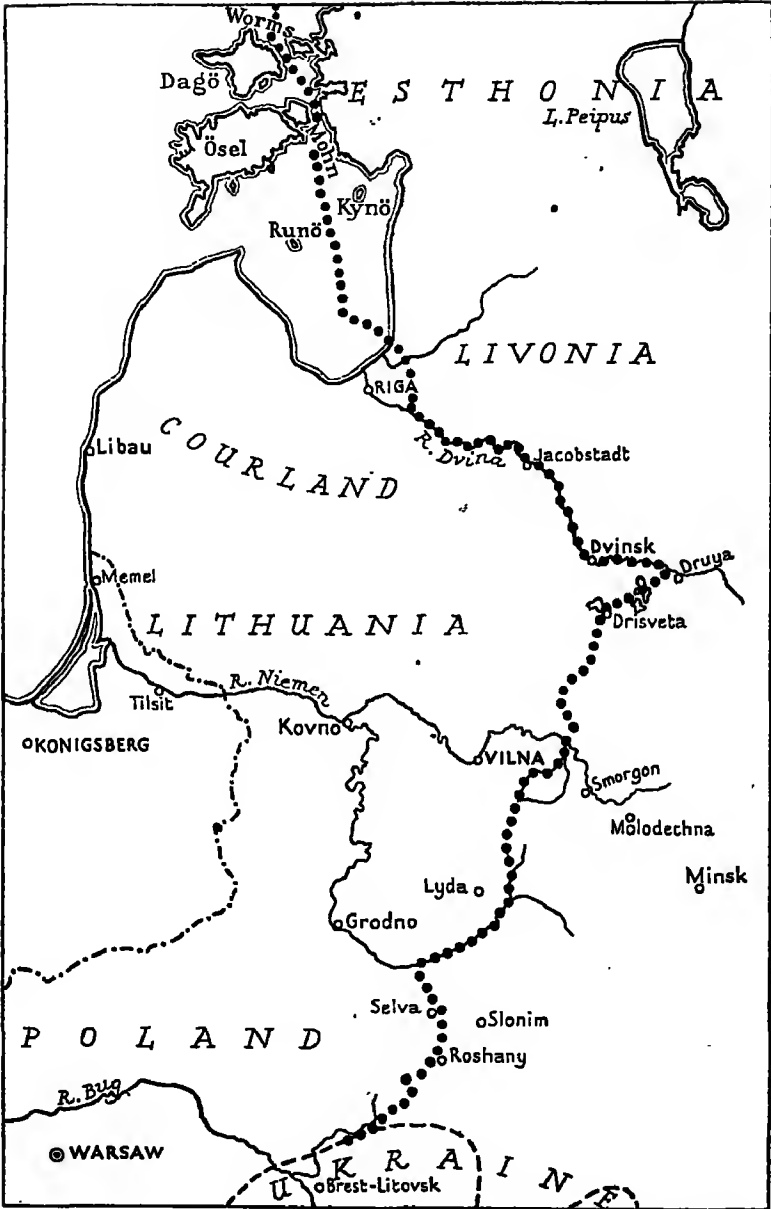 Worms
Dagö
ESTHONIA
L. Peipus
Ösel
Mohn
Kynö
Runö
LIVONIA
RIGA
COURLAND
Libau
R. Dvina
Jacobstadt
Dvinsk
Druya
Memel
LITHUANIA
Drisveta
R. Niemen
Tilsit
Kovno
KONIGSBERG
VILNA
Smorgon
Molodechna
Lyda
Minsk
Grodno
Selva
Slonim
POLAND
Roshany
R. Bug
WARSAW
UKRAINE
Brest-Litovsk